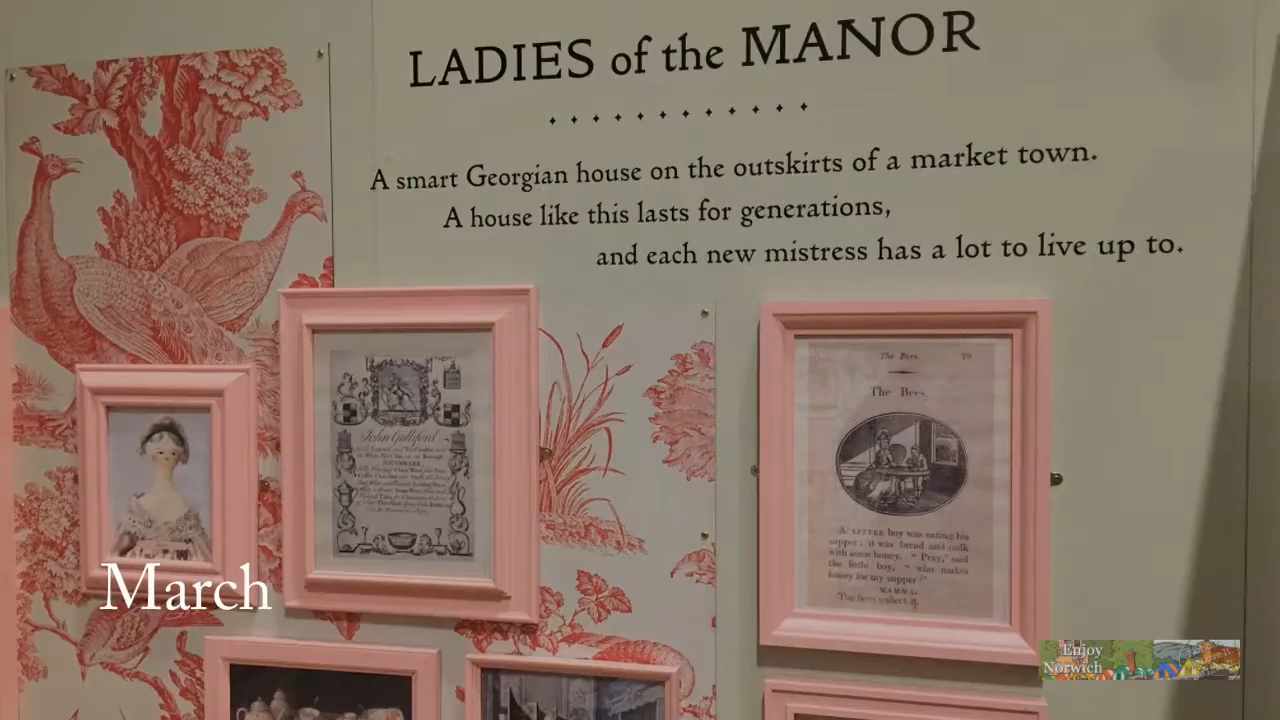 LADIES of the MANOR
A smart Georgian house on the outskirts of a market town.
A house like this lasts for generations,
and each new mistress has a lot to live up to.
The Bees. 19
The Bees.
John Gulliford
SOUTHWARK
A LITTLE boy was eating his
supper: it was bread and milk
with some honey. "Pray," said
the little boy, "who makes
honey for my supper?"
MAMMA.
The bees collect it.
March
Enjoy
Norwich